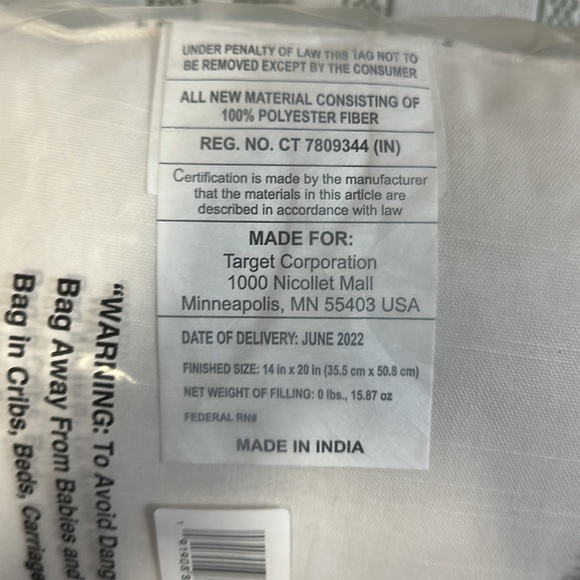 UNDER PENALTY OF LAW THIS TAG NOT TO
BE REMOVED EXCEPT BY THE CONSUMER
ALL NEW MATERIAL CONSISTING OF
100% POLYESTER FIBER
REG. NO. CT 7809344 (IN)
Certification is made by the manufacturer
that the materials in this article are
described in accordance with law
MADE FOR:
Target Corporation
1000 Nicollet Mall
Minneapolis, MN 55403 USA
DATE OF DELIVERY: JUNE 2022
FINISHED SIZE: 14 in x 20 in (35.5 cm x 50.8 cm)
NET WEIGHT OF FILLING: 0 lbs., 15.87 oz
FEDERAL RN#
MADE IN INDIA
"WARNING: To Avoid
Bag Away From Babies and
Bag in Cribs, Beds,